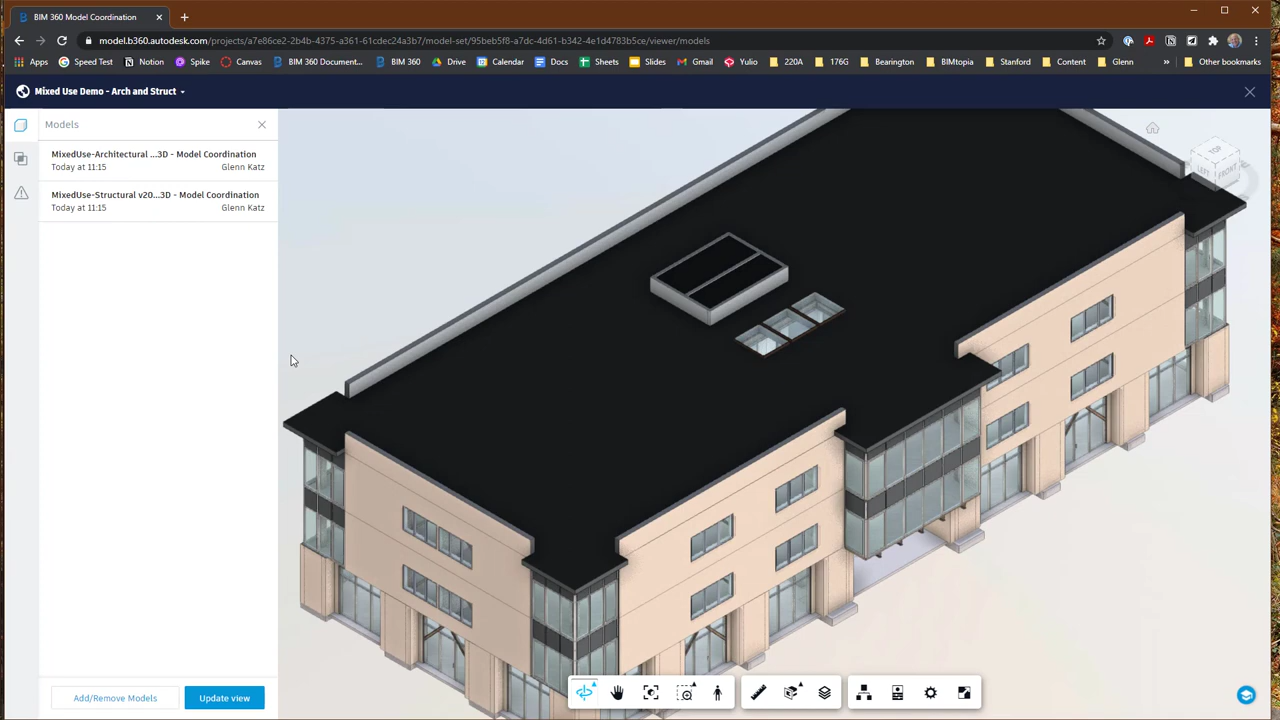 BIM 360 Model Coordination
model.b360.autodesk.com/projects/a7e86ce2-2b4b-4375-a361-61cdec24a3b7/model-set/95beb5f8-a7dc-4d61-b342-4e1d4783b5ce/viewer/models
Apps Speed Test Notion Spike Canvas BIM 360 Document... BIM 360 Drive Calendar Docs Sheets Slides Gmail Yulio 220A 176G Bearington BIMtopia Stanford Content Glenn » Other bookmarks
Mixed Use Demo - Arch and Struct
Models
MixedUse-Architectural ...3D - Model Coordination
Today at 11:15 Glenn Katz
MixedUse-Structural v20...3D - Model Coordination
Today at 11:15 Glenn Katz
TOP
LEFT FRONT
Add/Remove Models Update view